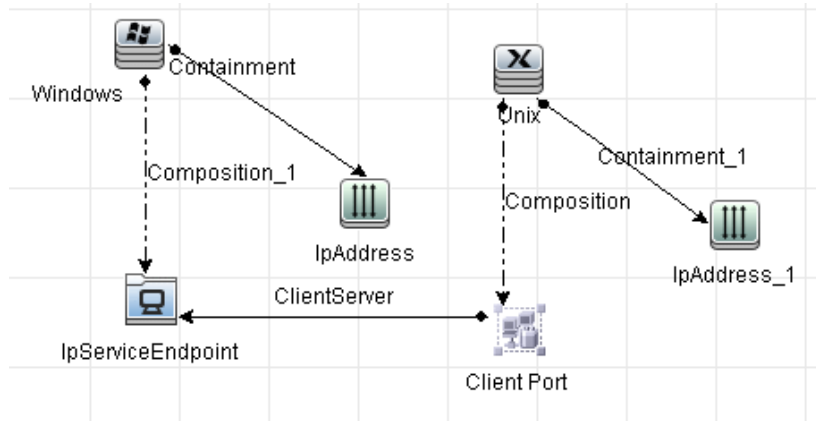 Containment
Windows
Unix
Composition_1
Containment_1
Composition
IpAddress
IpAddress_1
ClientServer
IpServiceEndpoint
Client Port